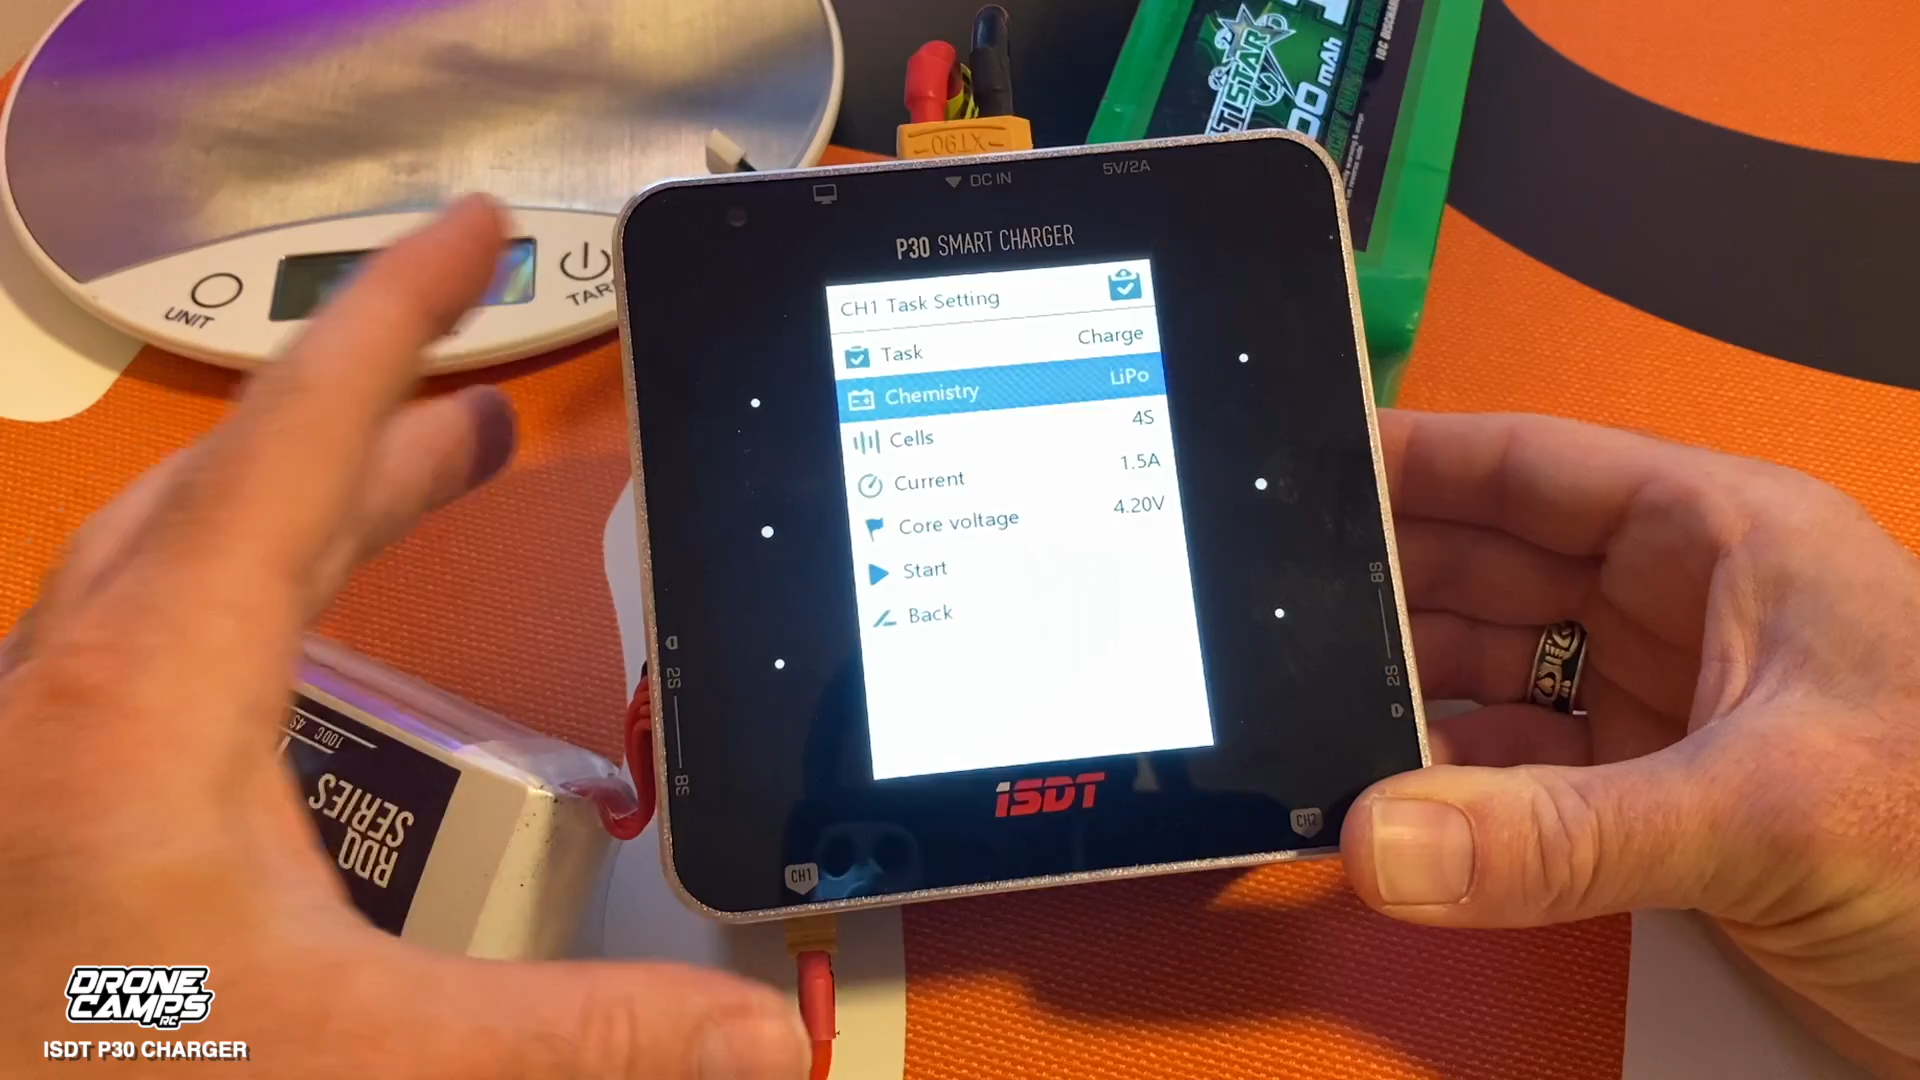 XT90
DC IN
5V/2A
P30 SMART CHARGER
CH1 Task Setting
Task Charge
Chemistry LiPo
Cells 4S
Current 1.5A
Core voltage 4.20V
Start
Back
iSDT
CH1
CH2
2S
8S
8S
2S
UNIT
RDQ
SERIES
100C 4S
DRONE
CAMPS
RC
ISDT P30 CHARGER